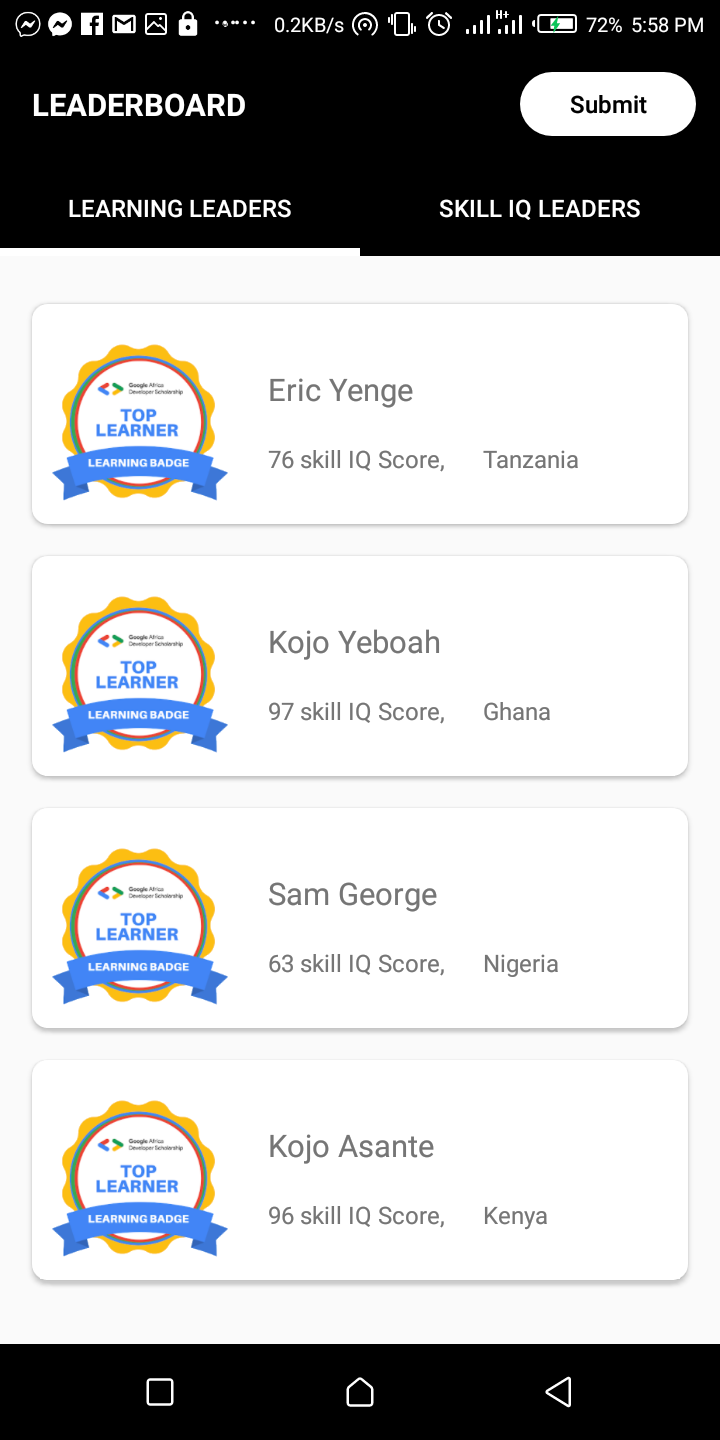 0.2KB/s H+ 72% 5:58 PM
LEADERBOARD Submit
LEARNING LEADERS SKILL IQ LEADERS
Google Africa
Developer Scholarship
TOP
LEARNER
LEARNING BADGE
Eric Yenge
76 skill IQ Score, Tanzania
Google Africa
Developer Scholarship
TOP
LEARNER
LEARNING BADGE
Kojo Yeboah
97 skill IQ Score, Ghana
Google Africa
Developer Scholarship
TOP
LEARNER
LEARNING BADGE
Sam George
63 skill IQ Score, Nigeria
Google Africa
Developer Scholarship
TOP
LEARNER
LEARNING BADGE
Kojo Asante
96 skill IQ Score, Kenya